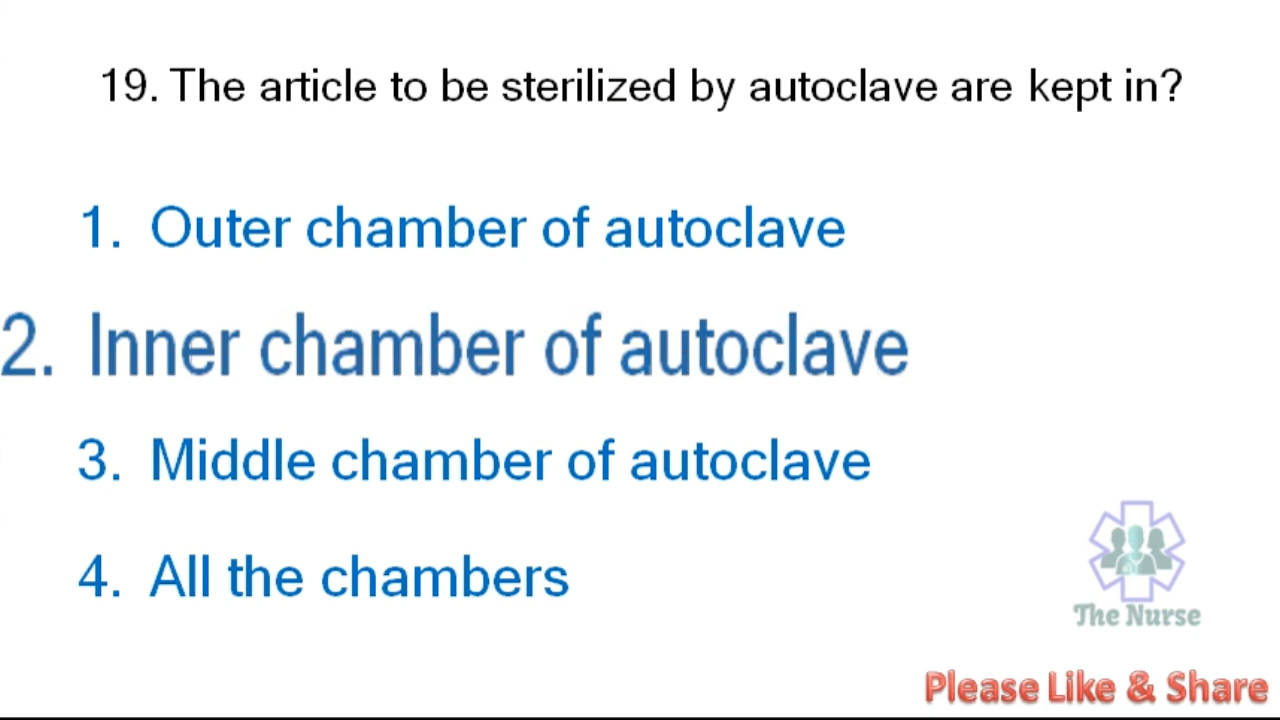 19. The article to be sterilized by autoclave are kept in?
1. Outer chamber of autoclave
2. Inner chamber of autoclave
3. Middle chamber of autoclave
4. All the chambers
The Nurse
Please Like & Share